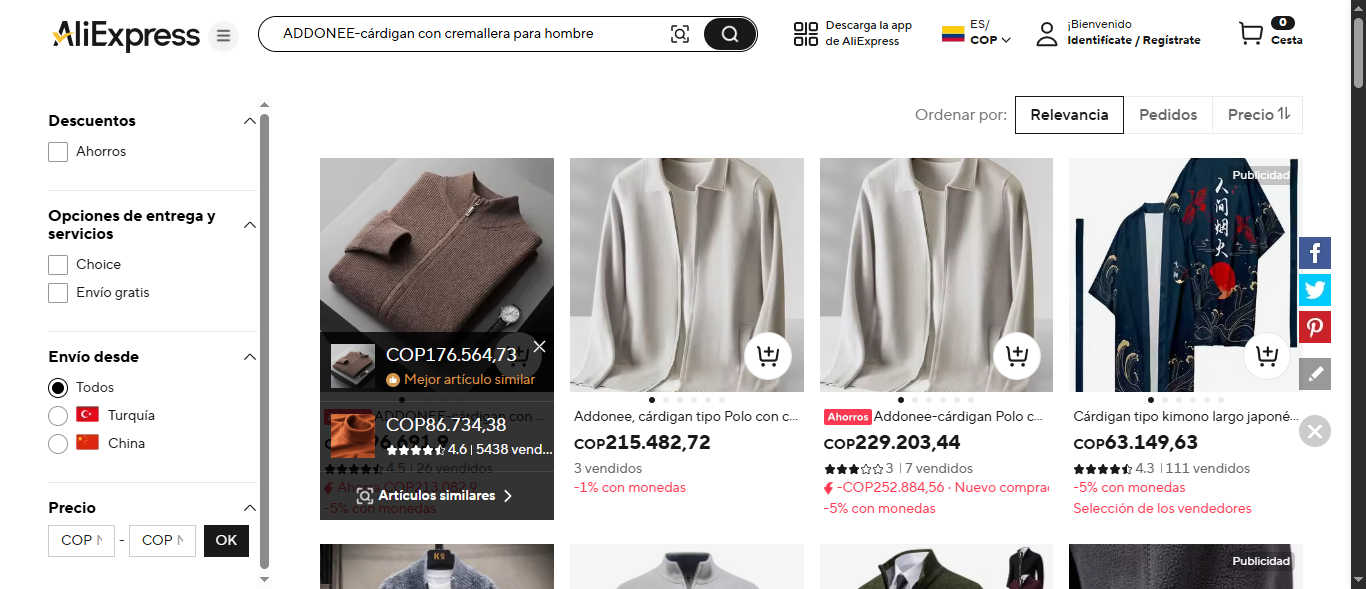 AliExpress
ADDONEE-cárdigan con cremallera para hombre
Descarga la app
de AliExpress
ES/
COP
¡Bienvenido
Identifícate / Regístrate
0
Cesta
Descuentos
Ahorros
Opciones de entrega y
servicios
Choice
Envío gratis
Envío desde
Todos
Turquía
China
Precio
COP
-
COP
OK
Ordenar por:
Relevancia
Pedidos
Precio
COP176.564,73
Mejor artículo similar
ADDONEE-cárdigan con ...
COP86.734,38
4.6 | 5438 vend...
4.5 | 26 vendidos
Ahorra COP213.082,9
Artículos similares
-5% con monedas
Addonee, cárdigan tipo Polo con c...
COP215.482,72
3 vendidos
-1% con monedas
Ahorros Addonee-cárdigan Polo c...
COP229.203,44
3 | 7 vendidos
-COP252.884,56 · Nuevo comprad
-5% con monedas
Publicidad
人间烟火
Cárdigan tipo kimono largo japoné...
COP63.149,63
4.3 | 111 vendidos
-5% con monedas
Selección de los vendedores
Publicidad